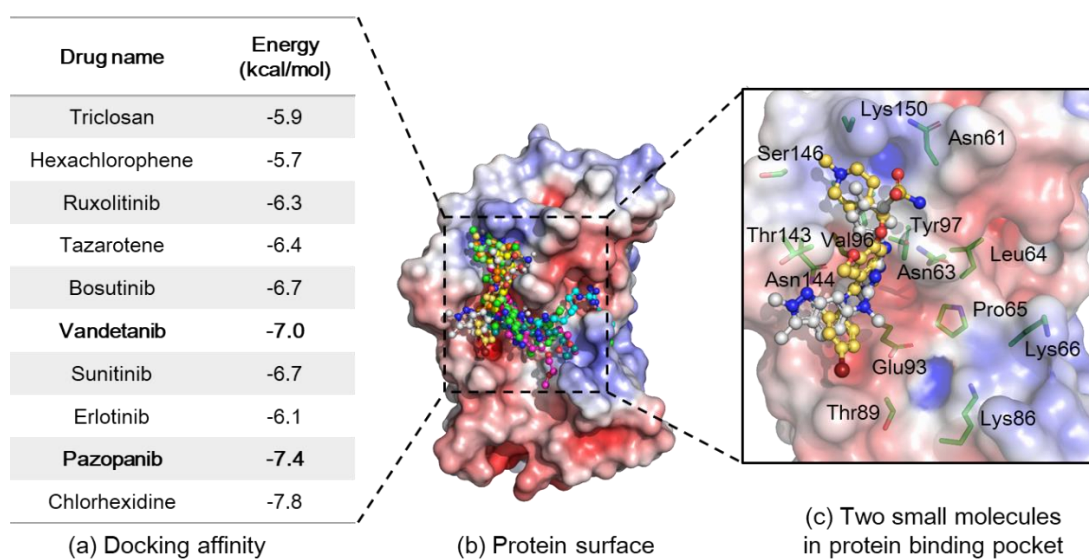 Drug name Energy (kcal/mol)
Triclosan -5.9
Hexachlorophene -5.7
Ruxolitinib -6.3
Tazarotene -6.4
Bosutinib -6.7
Vandetanib -7.0
Sunitinib -6.7
Erlotinib -6.1
Pazopanib -7.4
Chlorhexidine -7.8
(a) Docking affinity
(b) Protein surface
Lys150
Asn61
Ser146
Tyr97
Thr143
Val96
Leu64
Asn63
Asn144
Pro65
Lys66
Glu93
Thr89
Lys86
(c) Two small molecules
in protein binding pocket